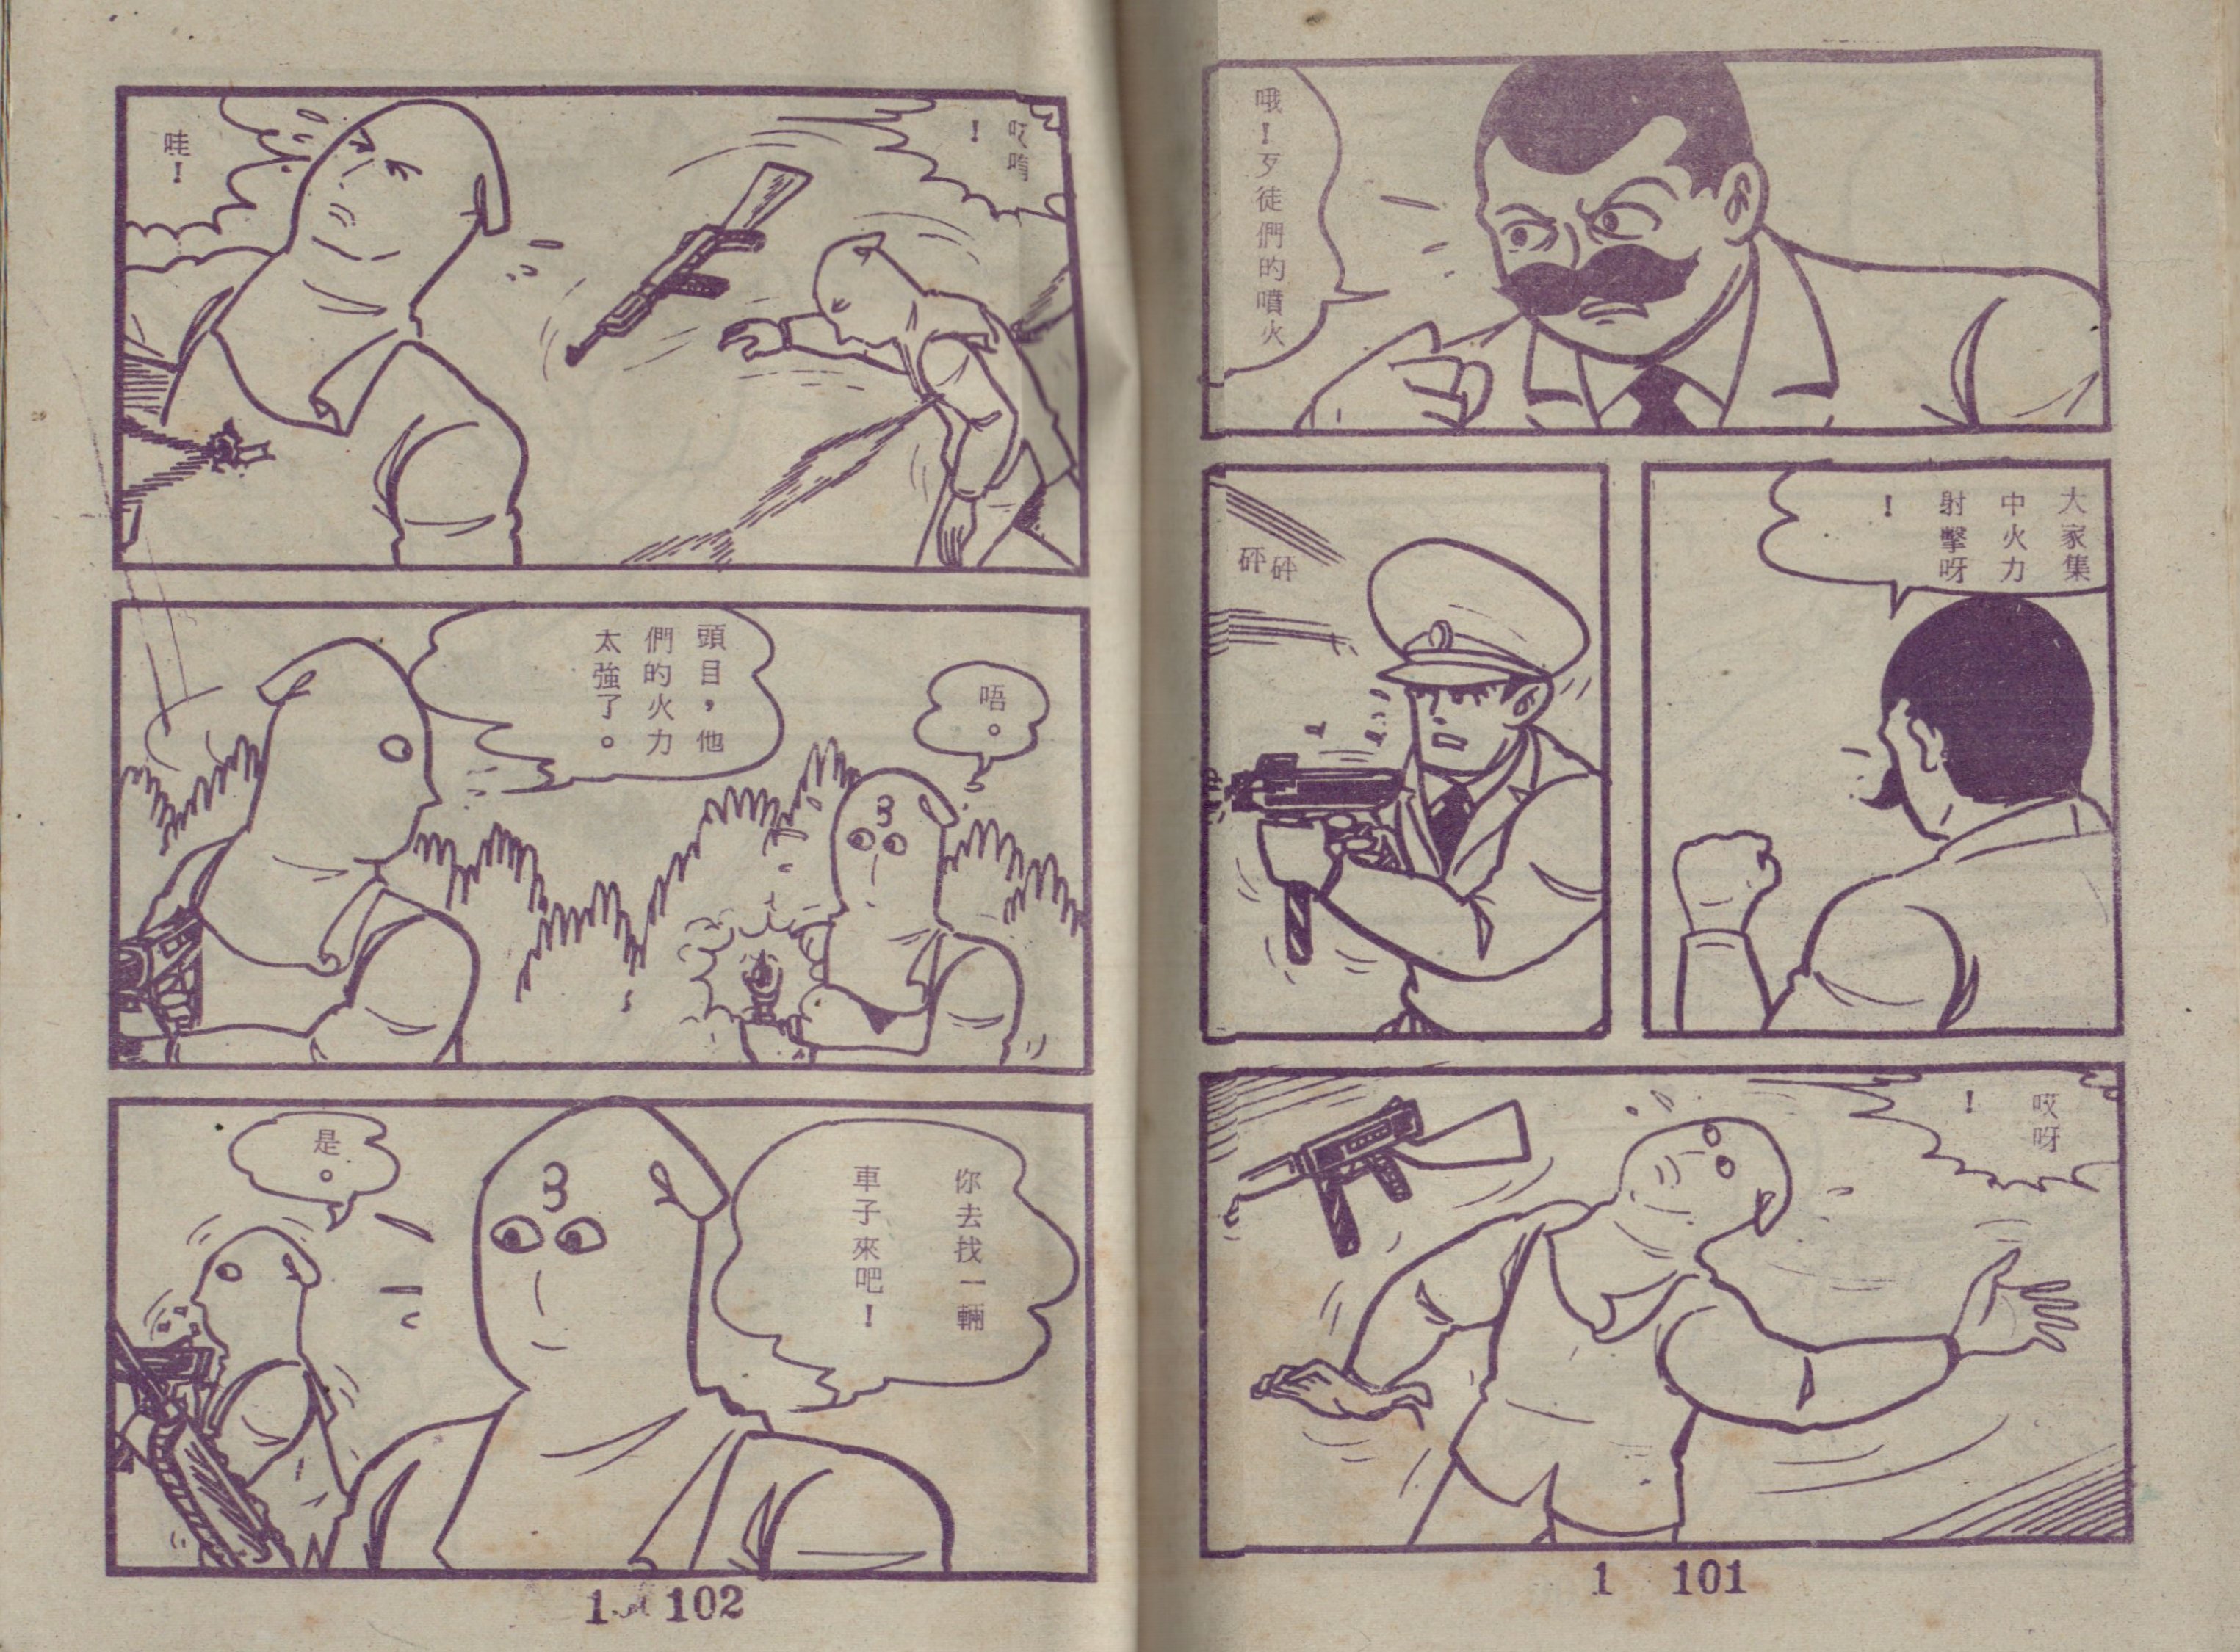 哦！歹徒們的噴火
大家集
中火力
射擊呀
！
砰砰
哎呀
！
1 101
哎唷
！
哇！
唔。
頭目，他
們的火力
太強了。
3
你去找一輛
車子來吧！
3
是。
1 102